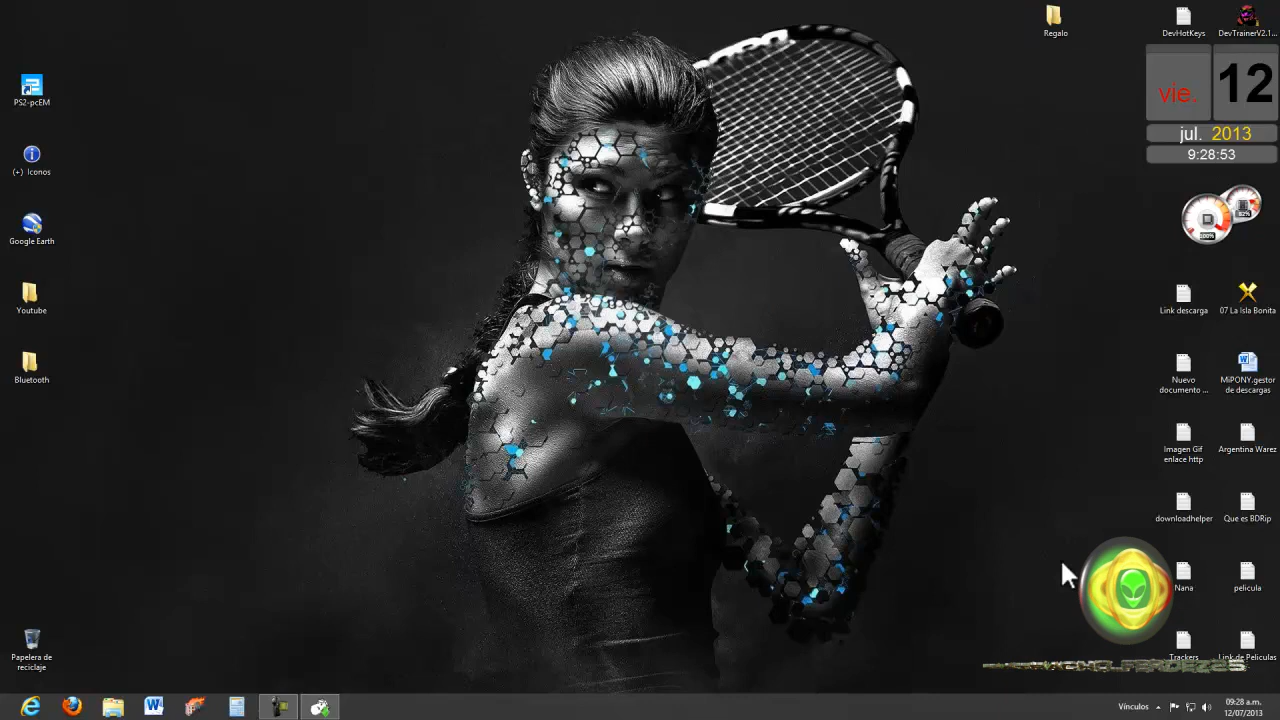 Regalo
DevHotKeys
DevTrainerV2.1...
PS2-pcEM
vie.
12
jul. 2013
9:28:53
(+) Iconos
100%
82%
Google Earth
Youtube
Link descarga
07 La Isla Bonita
Bluetooth
Nuevo
documento ...
MiPONY.gestor
de descargas
Imagen Gif
enlace http
Argentina Warez
downloadhelper
Que es BDRip
Nana
pelicula
Papelera de
reciclaje
Trackers
Link de Peliculas
Vínculos
09:28 a.m.
12/07/2013